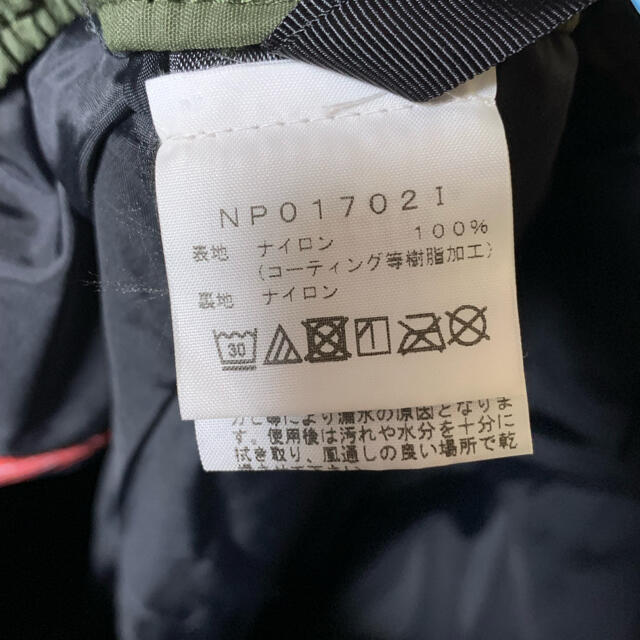 NP01702I
表地 ナイロン 100%
(コーティング等樹脂加工)
裏地 ナイロン
30
により漏水の原因となりま
す。使用後は汚れや水分を十分に
拭き取り、風通しの良い場所で乾